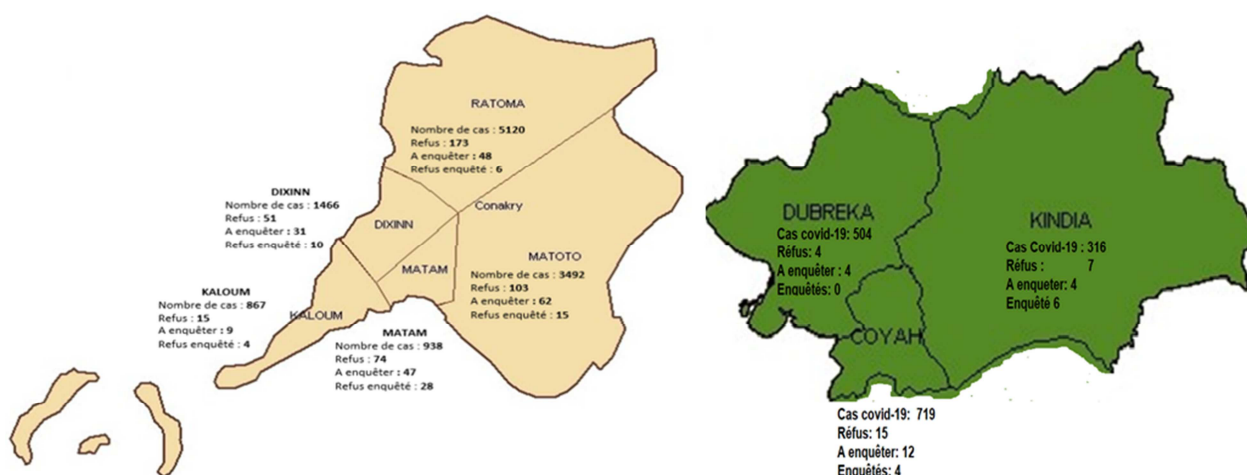 RATOMA
Nombre de cas : 5120
Refus : 173
A enquêter : 48
Refus enquêté : 6
DIXINN
Nombre de cas : 1466
Refus : 51
A enquêter : 31
Refus enquêté : 10
DIXINN
Conakry
MATAM
MATOTO
Nombre de cas : 3492
Refus : 103
A enquêter : 62
Refus enquêté : 15
KALOUM
Nombre de cas : 867
Refus : 15
A enquêter : 9
Refus enquêté : 4
KALOUM
MATAM
Nombre de cas : 938
Refus : 74
A enquêter : 47
Refus enquêté : 28
DUBREKA
Cas covid-19: 504
Réfus: 4
A enquêter : 4
Enquêtés: 0
KINDIA
Cas Covid-19 : 316
Réfus : 7
A enqueter: 4
Enquêté 6
COYAH
Cas covid-19: 719
Réfus: 15
A enquêter: 12
Enquêtés: 4